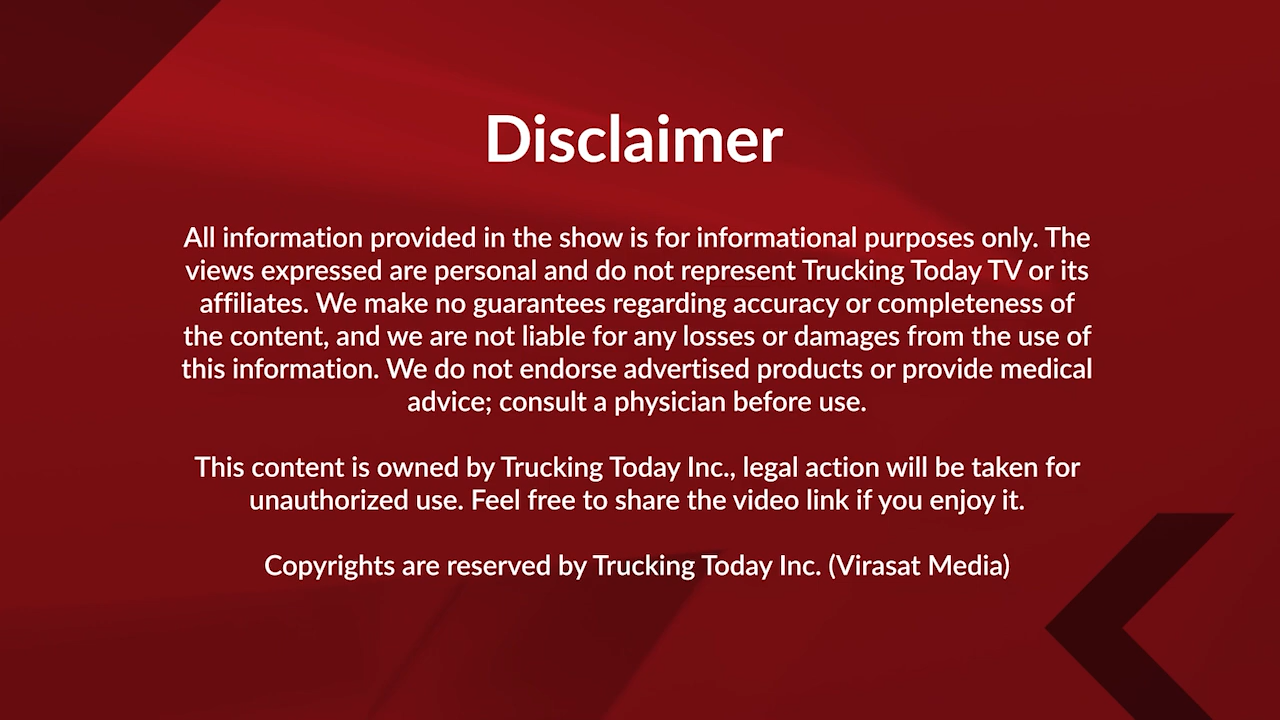 Disclaimer
All information provided in the show is for informational purposes only. The
views expressed are personal and do not represent Trucking Today TV or its
affiliates. We make no guarantees regarding accuracy or completeness of
the content, and we are not liable for any losses or damages from the use of
this information. We do not endorse advertised products or provide medical
advice; consult a physician before use.
This content is owned by Trucking Today Inc., legal action will be taken for
unauthorized use. Feel free to share the video link if you enjoy it.
Copyrights are reserved by Trucking Today Inc. (Virasat Media)